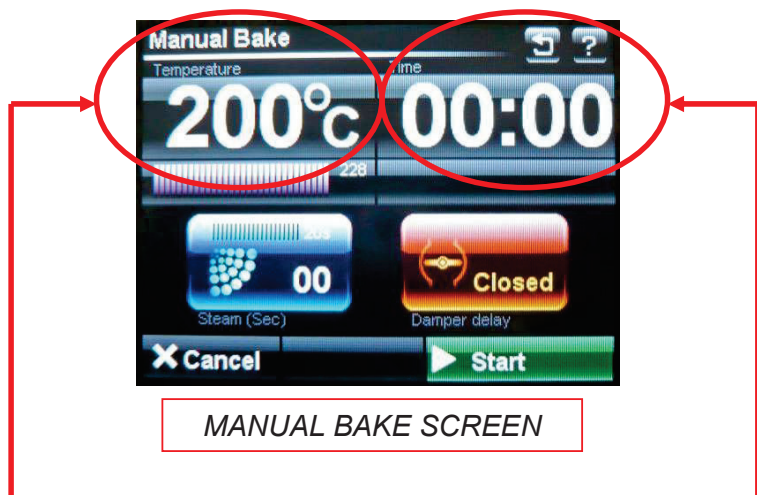 Manual Bake ?
Temperature Time
200°C 00:00
228
20s
00 Closed
Steam (Sec) Damper delay
Cancel Start
MANUAL BAKE SCREEN